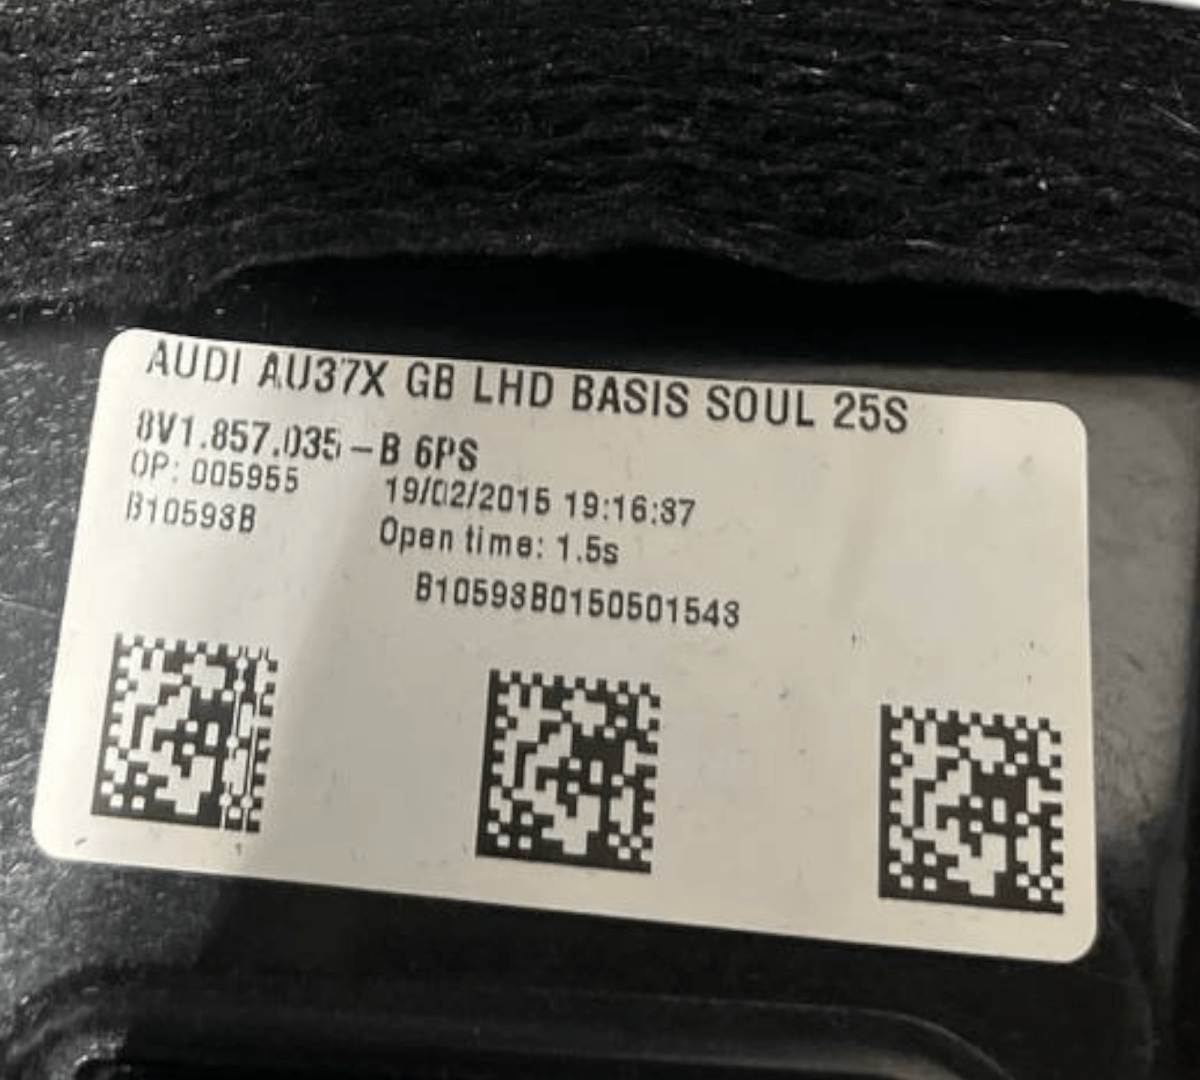 AUDI AU37X GB LHD BASIS SOUL 25S
8V1.857.035-B 6PS
OP: 005955 19/02/2015 19:16:37
B10593B Open time: 1.5s
B10593B0150501543